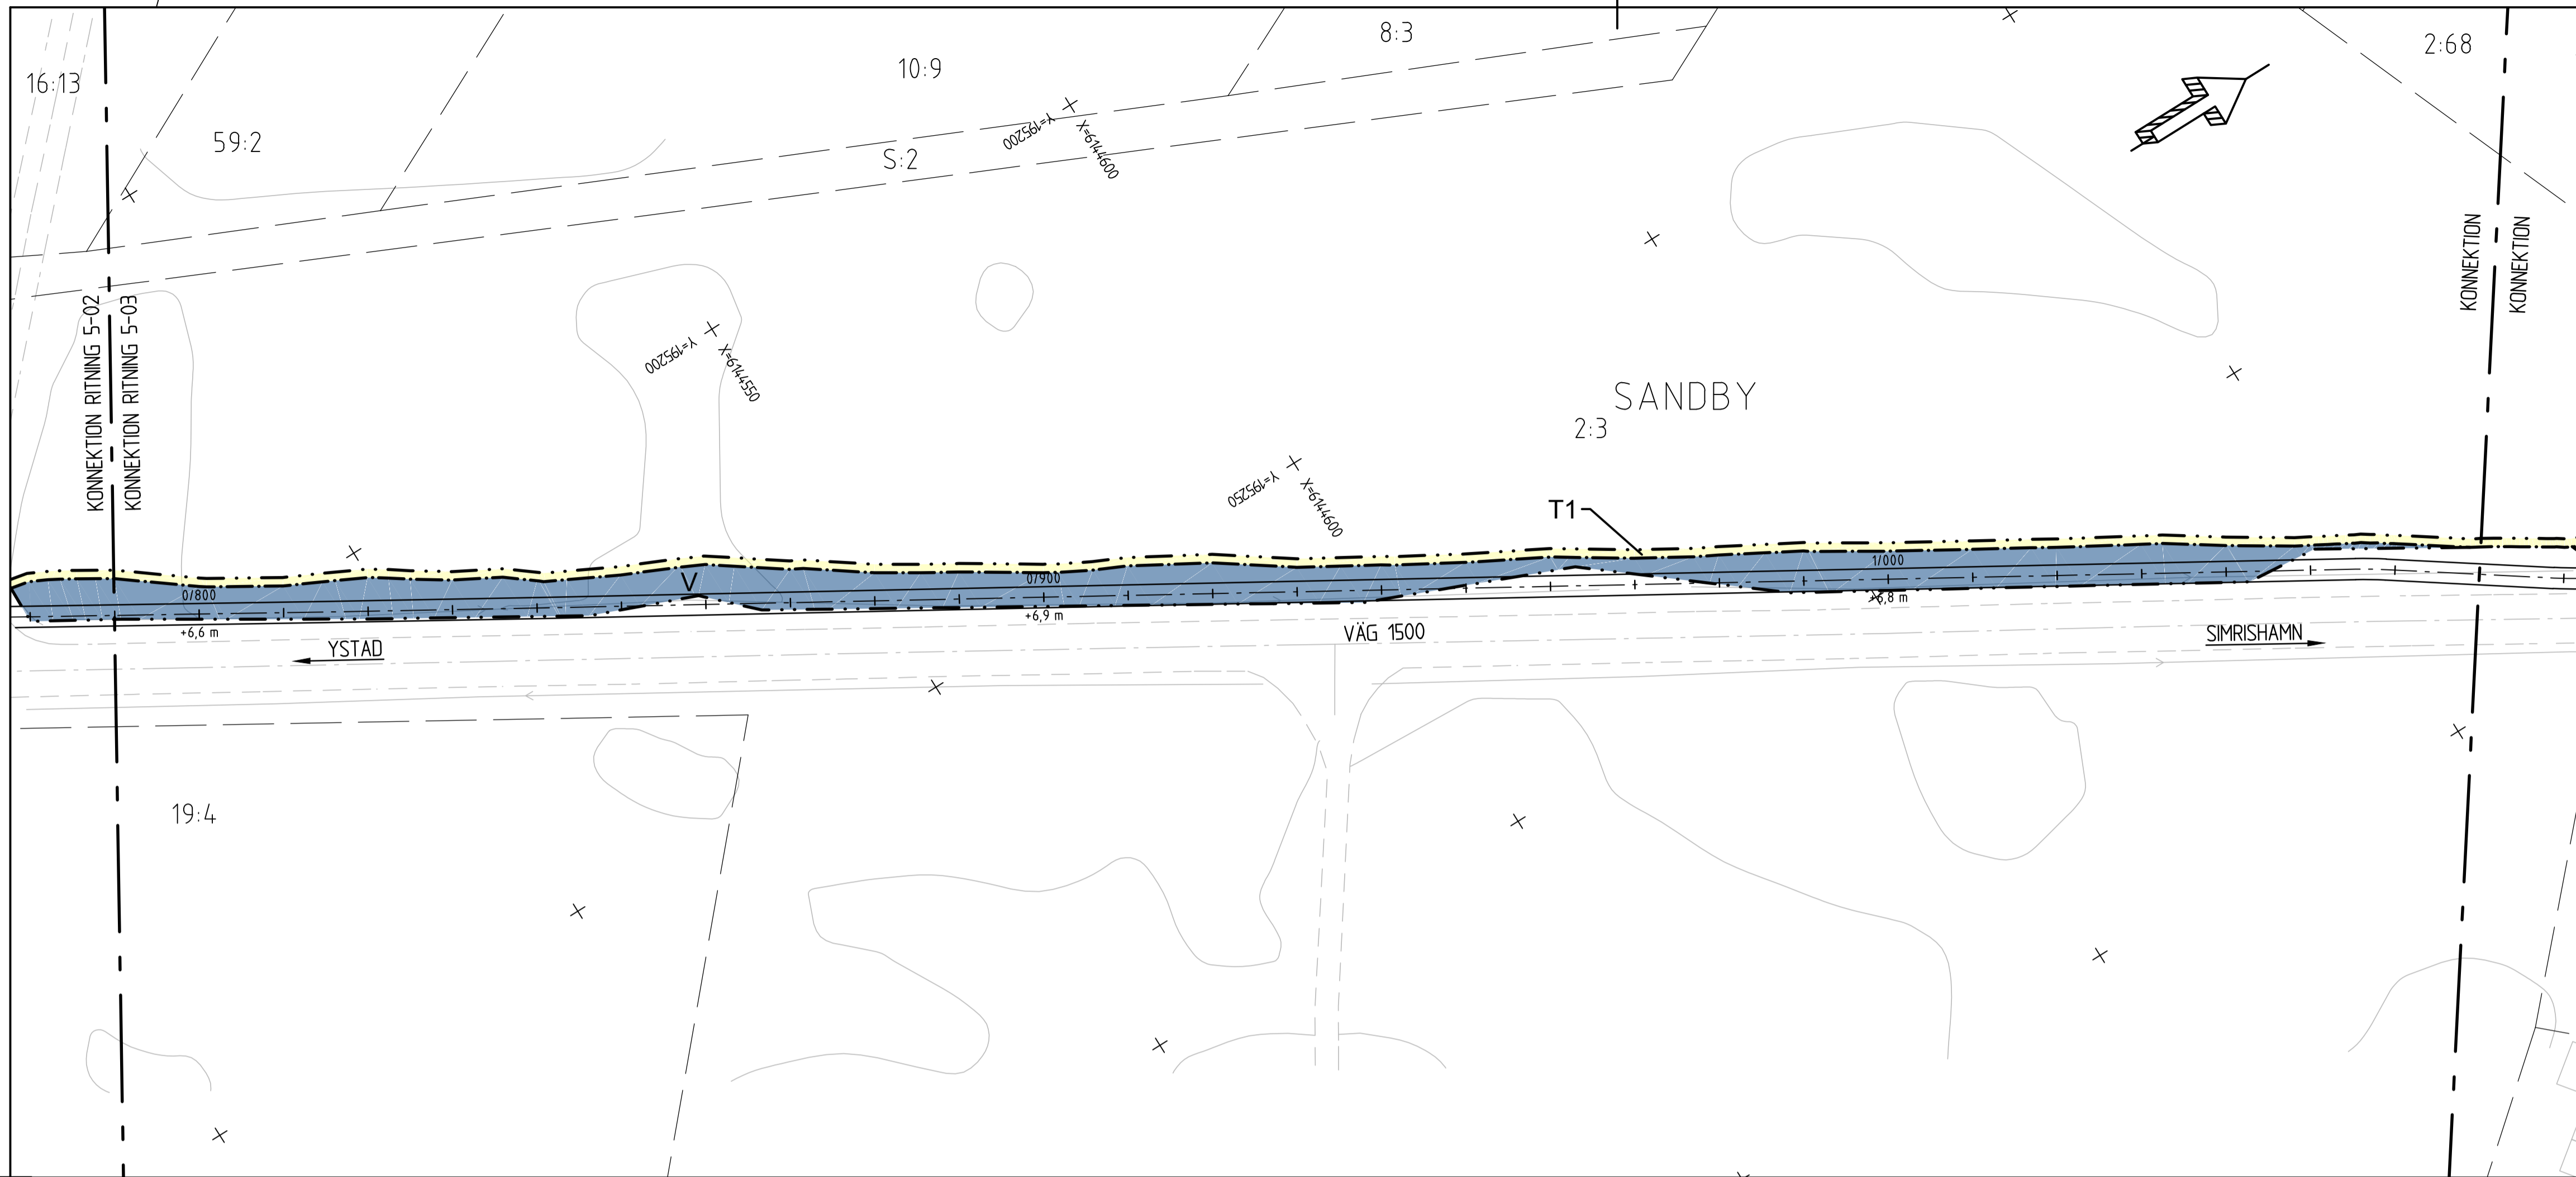 16:13
59:2
10:9
8:3
2:68
S:2
Y=195200
X=6144600
KONNEKTION RITNING 5-02
KONNEKTION RITNING 5-03
Y=195200
X=6144550
KONNEKTION
KONNEKTION
SANDBY
2:3
Y=195250
X=6144600
T1
V
0/800
0/900
1/000
+6,6 m
+6,9 m
+6,8 m
YSTAD
VÄG 1500
SIMRISHAMN
19:4